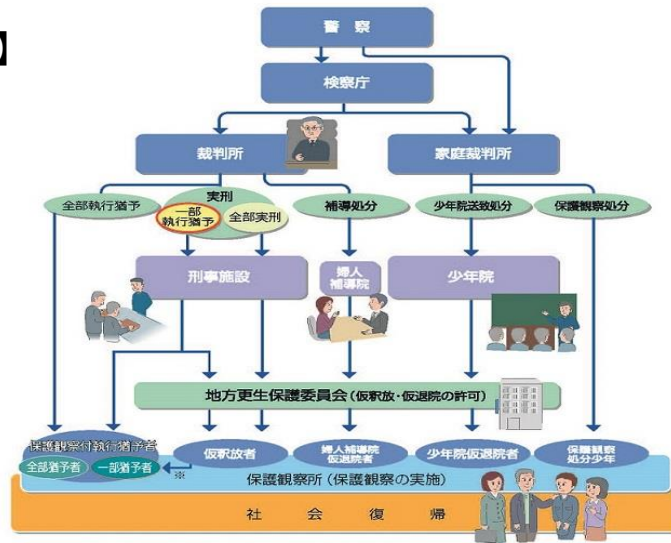 】
警察
検察庁
裁判所
家庭裁判所
全部執行猶予
実刑
一部
執行猶予
全部実刑
補導処分
少年院送致処分
保護観察処分
刑事施設
婦人
補導院
少年院
地方更生保護委員会(仮釈放・仮退院の許可)
保護観察付執行猶予者
全部猶予者
一部猶予者
※
仮釈放者
婦人補導院
仮退院者
少年院仮退院者
保護観察
処分少年
保護観察所(保護観察の実施)
社会復帰